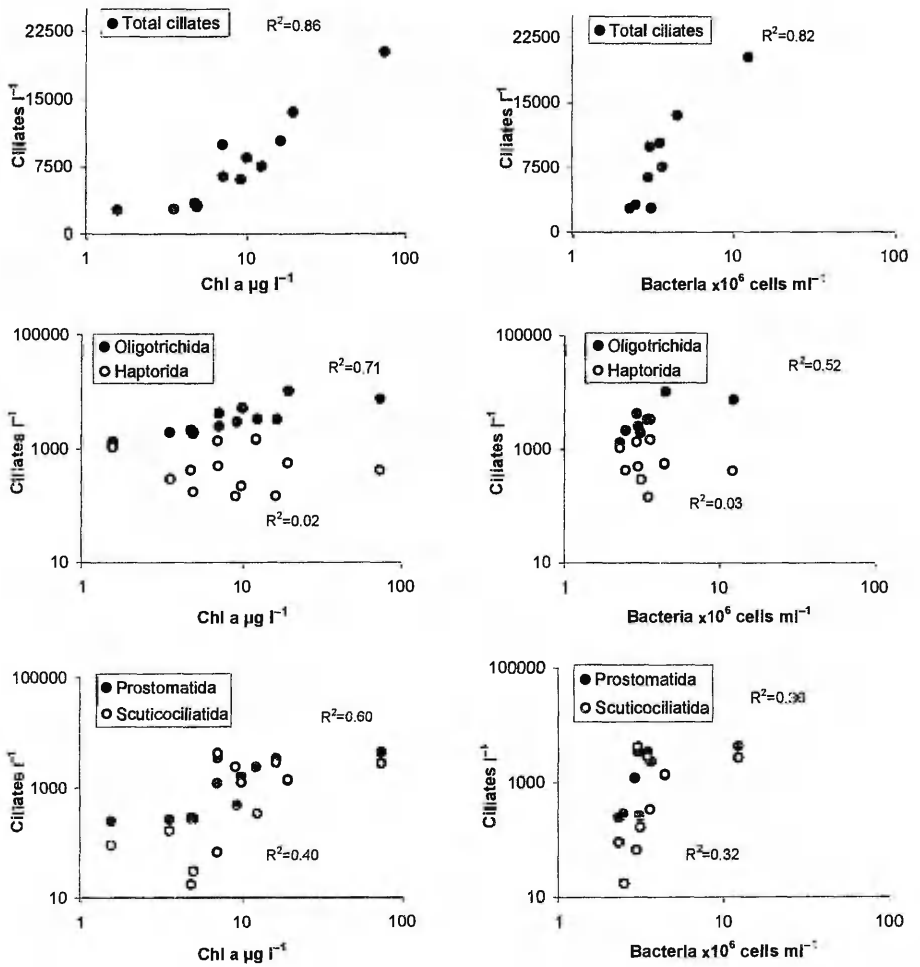 ● Total cillates
R²=0.86
22500
15000
7500
0
Ciliates l⁻¹
1 10 100
Chl a µg l⁻¹
● Total ciliates
R²=0.82
22500
15000
7500
0
Ciliates l⁻¹
1 10 100
Bacteria x10⁶ cells ml⁻¹
● Oligotrichida
○ Haptorida
R²=0.71
R²=0.02
100000
1000
10
Ciliates l⁻¹
1 10 100
Chl a µg l⁻¹
● Oligotrichida
○ Haptorida
R²=0.52
R²=0.03
100000
1000
10
Ciliates l⁻¹
1 10 100
Bacteria x10⁶ cells ml⁻¹
● Prostomatida
○ Scuticociliatida
R²=0.60
R²=0.40
100000
1000
10
Ciliates l⁻¹
1 10 100
Chl a µg l⁻¹
● Prostomatida
○ Scuticociliatida
R²=0.32
100000
1000
10
Ciliates l⁻¹
1 10 100
Bacteria x10⁶ cells ml⁻¹